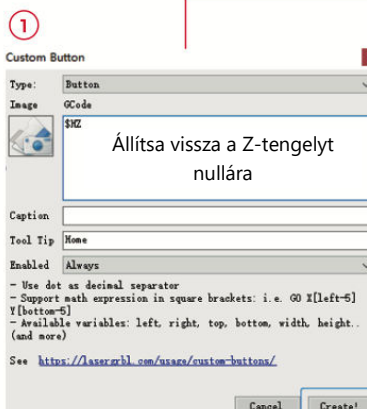 1
Custom Button
Type: Button
Image GCode
$HZ
Állítsa vissza a Z-tengelyt
nullára
Caption
Tool Tip Home
Enabled Always
- Use dot as decimal separator
- Support math expression in square brackets: i.e. G0 X[left-5]
Y[bottom-5]
- Available variables: left, right, top, bottom, width, height..
(and more)
See https://lasergrbl.com/usage/custom-buttons/
Cancel Create!